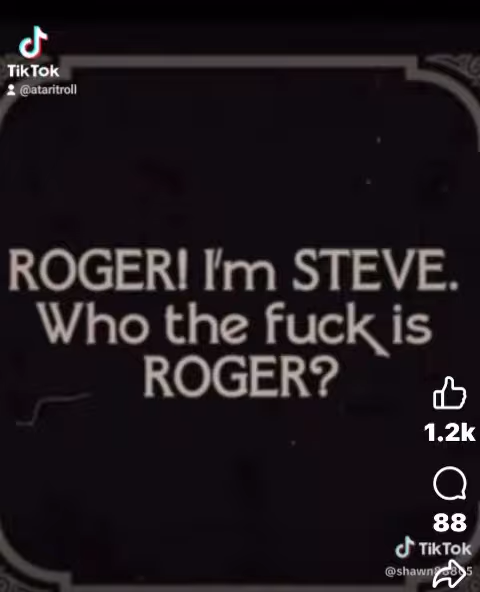 TikTok
@ataritroll
ROGER! I'm STEVE.
Who the fuck is
ROGER?
1.2k
88
TikTok